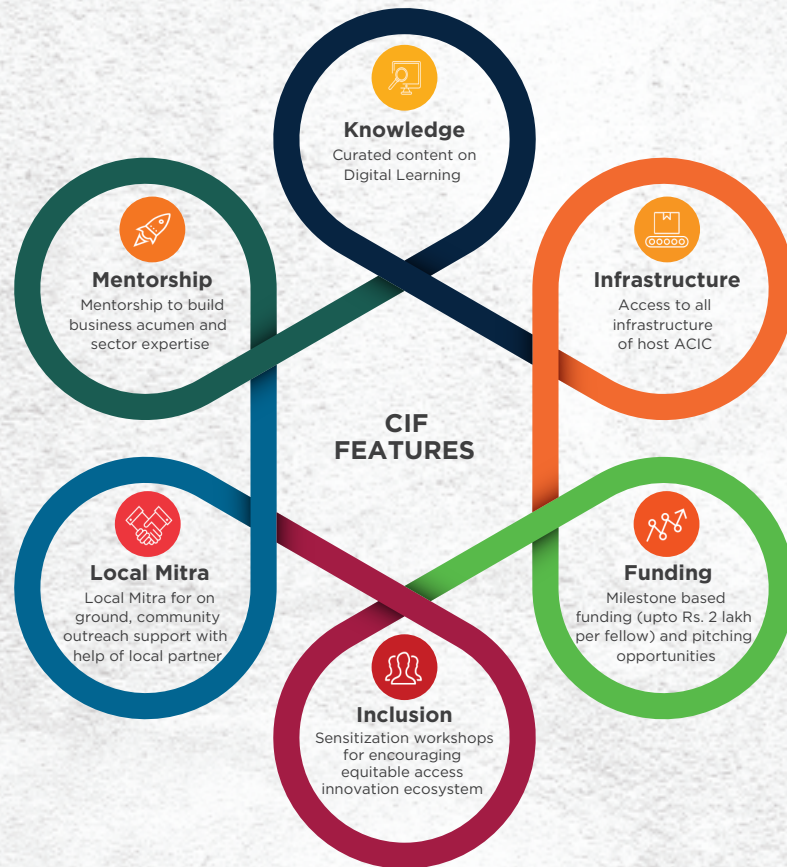 Knowledge
Curated content on
Digital Learning
Mentorship
Mentorship to build
business acumen and
sector expertise
Infrastructure
Access to all
infrastructure
of host ACIC
CIF
FEATURES
Local Mitra
Local Mitra for on
ground, community
outreach support with
help of local partner
Funding
Milestone based
funding (upto Rs. 2 lakh
per fellow) and pitching
opportunities
Inclusion
Sensitization workshops
for encouraging
equitable access
innovation ecosystem